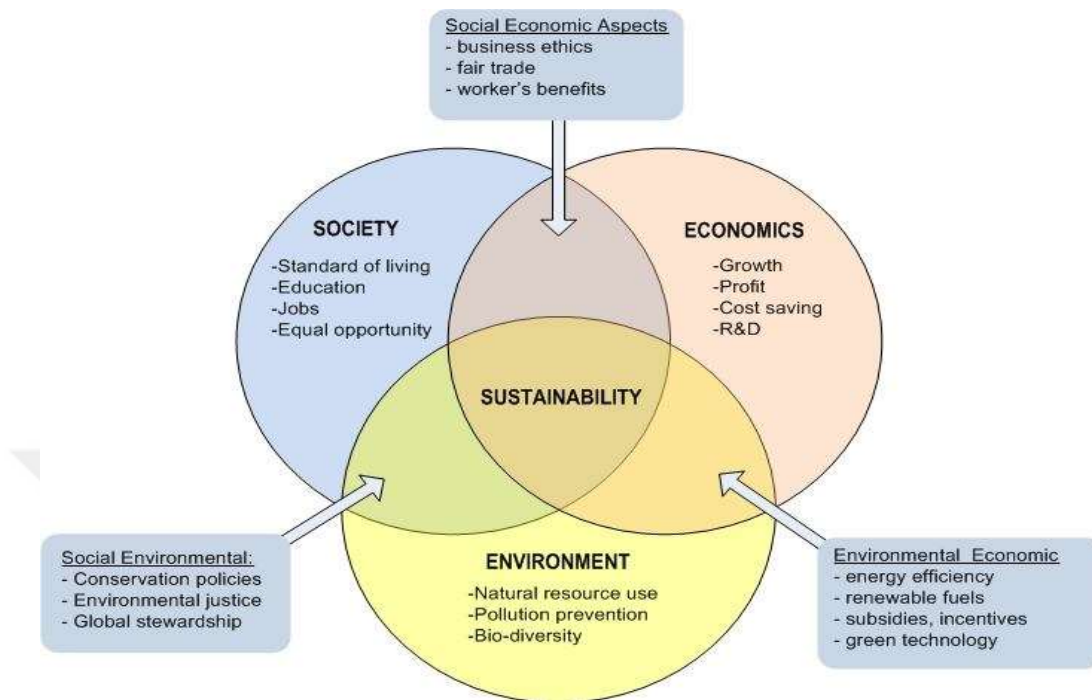 Social Economic Aspects
- business ethics
- fair trade
- worker's benefits
SOCIETY
-Standard of living
-Education
-Jobs
-Equal opportunity
ECONOMICS
-Growth
-Profit
-Cost saving
-R&D
SUSTAINABILITY
Social Environmental:
- Conservation policies
- Environmental justice
- Global stewardship
ENVIRONMENT
-Natural resource use
-Pollution prevention
-Bio-diversity
Environmental Economic
- energy efficiency
- renewable fuels
- subsidies, incentives
- green technology